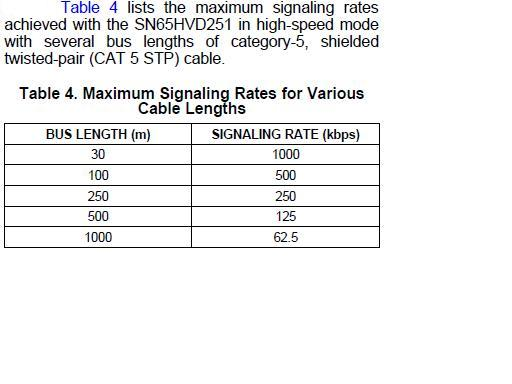 Table 4 lists the maximum signaling rates
achieved with the SN65HVD251 in high-speed mode
with several bus lengths of category-5, shielded
twisted-pair (CAT 5 STP) cable.
Table 4. Maximum Signaling Rates for Various
Cable Lengths
BUS LENGTH (m) SIGNALING RATE (kbps)
30 1000
100 500
250 250
500 125
1000 62.5